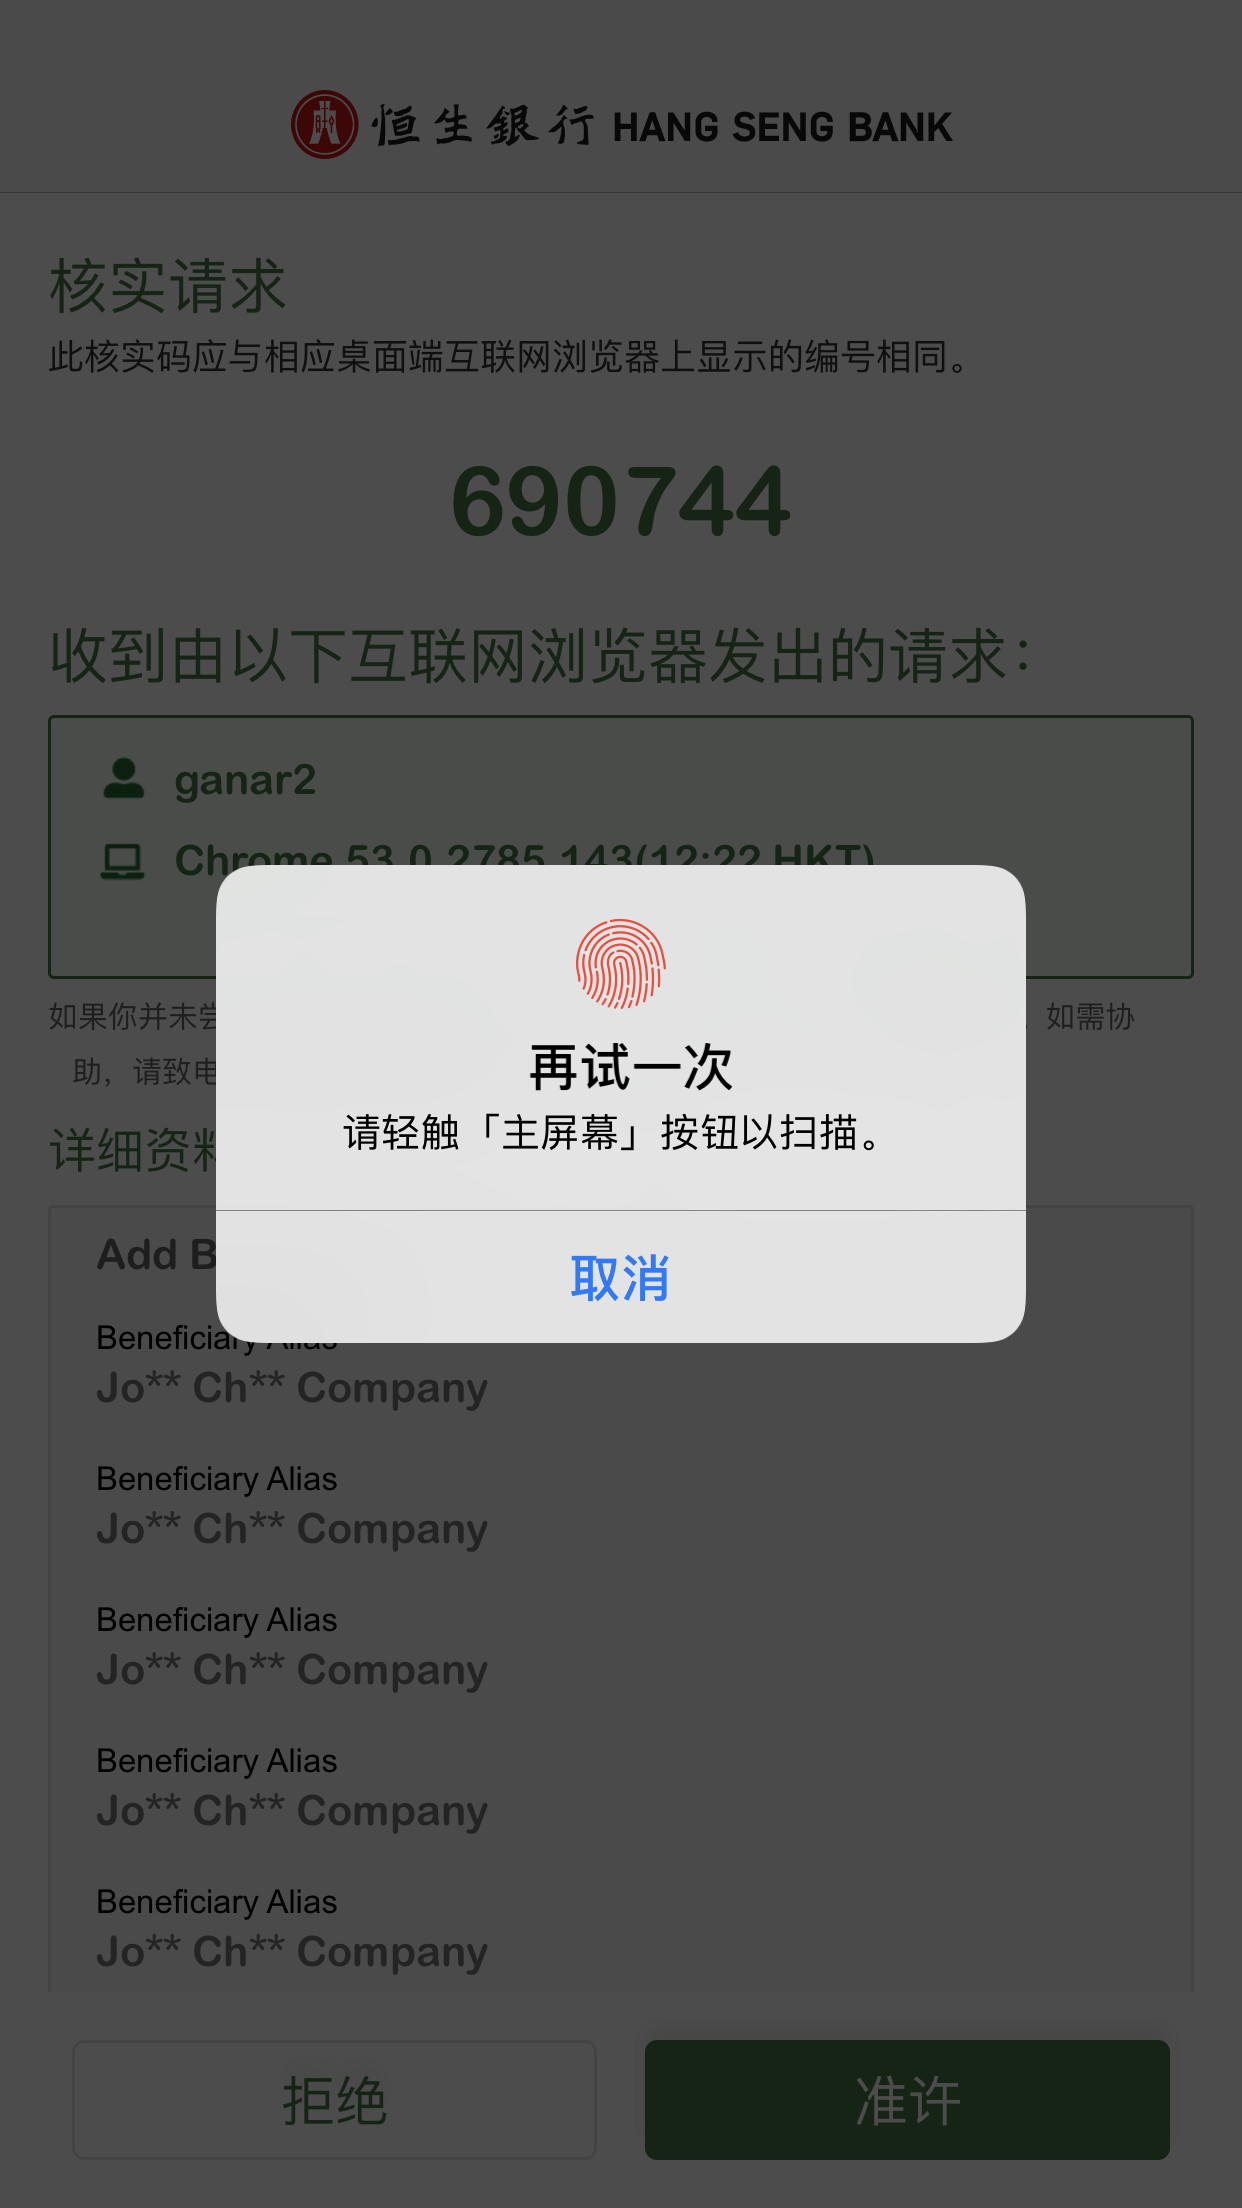 恒生銀行 HANG SENG BANK
核实请求
此核实码应与相应桌面端互联网浏览器上显示的编号相同。
690744
收到由以下互联网浏览器发出的请求：
ganar2
Chrome 53.0.2785.143(12:22 HKT)
如果你并未尝 如需协
助，请致电
再试一次
请轻触「主屏幕」按钮以扫描。
取消
详细资料
Add B
Beneficiary Alias
Jo** Ch** Company
Beneficiary Alias
Jo** Ch** Company
Beneficiary Alias
Jo** Ch** Company
Beneficiary Alias
Jo** Ch** Company
Beneficiary Alias
Jo** Ch** Company
拒绝
准许